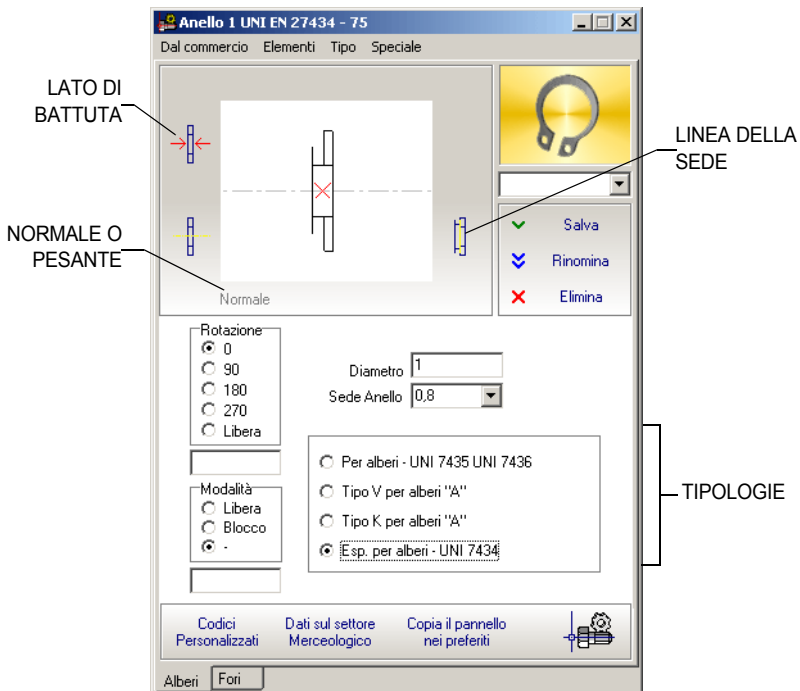 Anello 1 UNI EN 27434 - 75
Dal commercio Elementi Tipo Speciale
LATO DI
BATTUTA
LINEA DELLA
SEDE
NORMALE O
PESANTE
Normale
Salva
Rinomina
Elimina
Rotazione
0
90
180
270
Libera
Diametro 1
Sede Anello 0,8
Modalità
Libera
Blocco
-
Per alberi - UNI 7435 UNI 7436
Tipo V per alberi "A"
Tipo K per alberi "A"
Esp. per alberi - UNI 7434
TIPOLOGIE
Codici
Personalizzati
Dati sul settore
Merceologico
Copia il pannello
nei preferiti
Alberi Fori